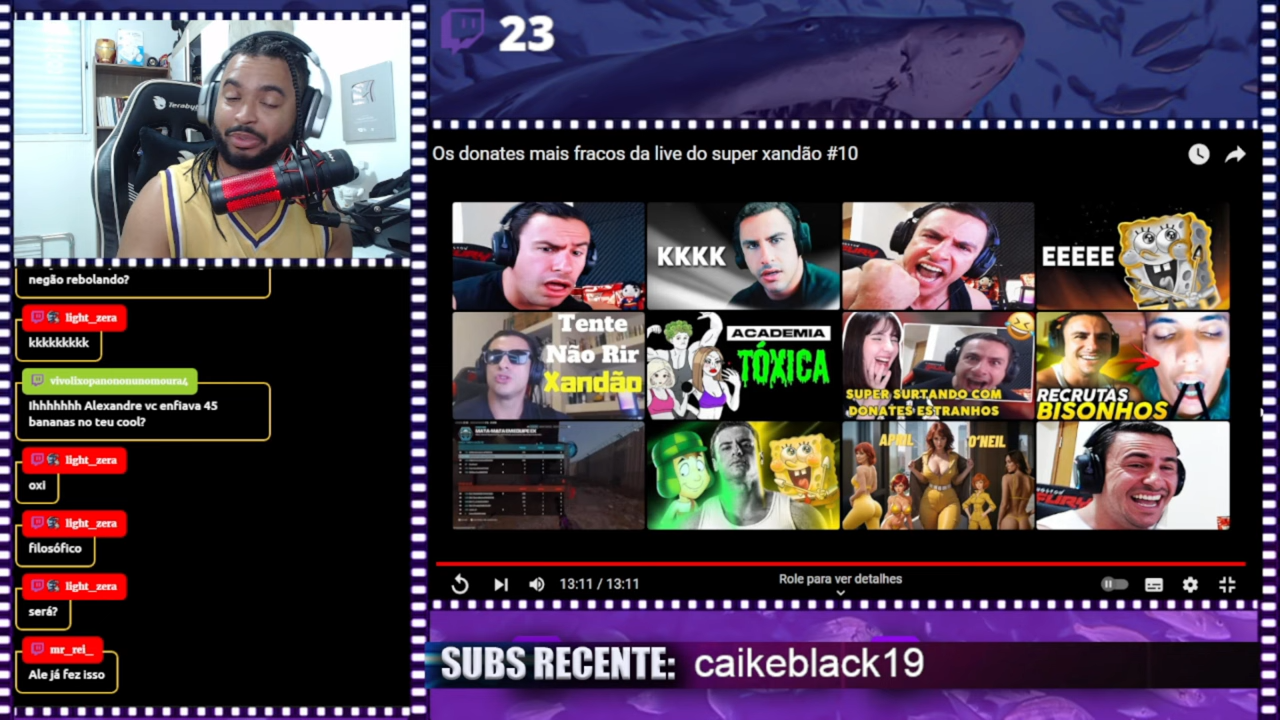 23
Os donates mais fracos da live do super xandão #10
KKKK
EEEEE
Tente
Não Rir
Xandão
ACADEMIA
TÓXICA
SUPER SURTANDO COM
DONATES ESTRANHOS
RECRUTAS
BISONHOS
APRIL O'NEIL
13:11 / 13:11
Role para ver detalhes
negão rebolando?
light_zera
kkkkkkkkk
vivolixopanononunomoura4
Ihhhhhhh Alexandre vc enfiava 45
bananas no teu cool?
light_zera
oxi
light_zera
filosófico
light_zera
será?
mr_rei_
Ale já fez isso
SUBS RECENTE: caikeblack19